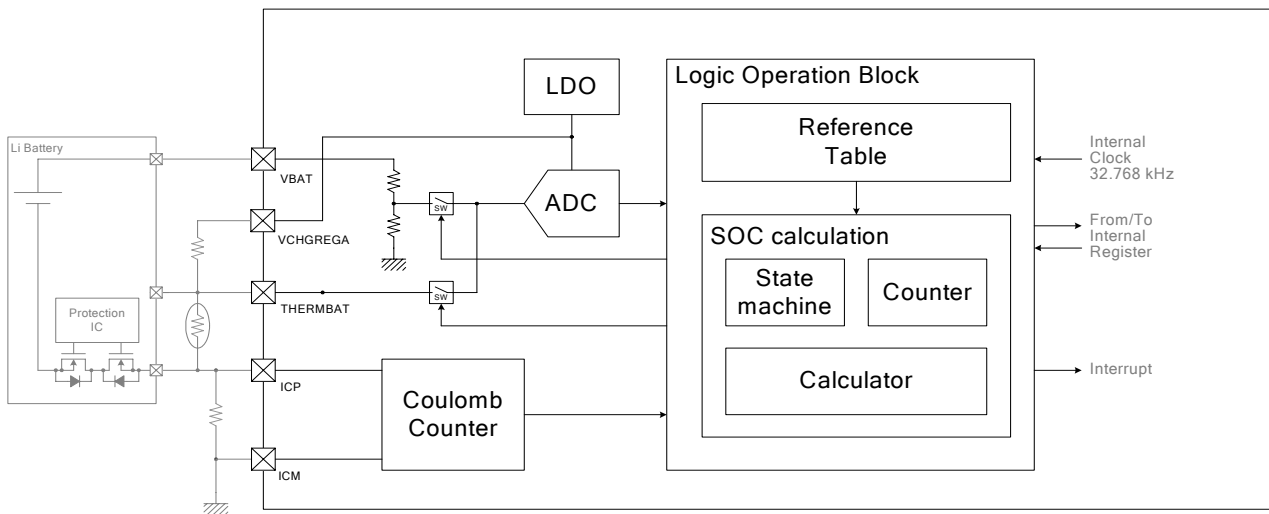 Li Battery
Protection
IC
VBAT
VCHGREGA
THERMBAT
ICP
ICM
LDO
ADC
SW
SW
Coulomb
Counter
Logic Operation Block
Reference
Table
SOC calculation
State
machine
Counter
Calculator
Internal
Clock
32.768 kHz
From/To
Internal
Register
Interrupt